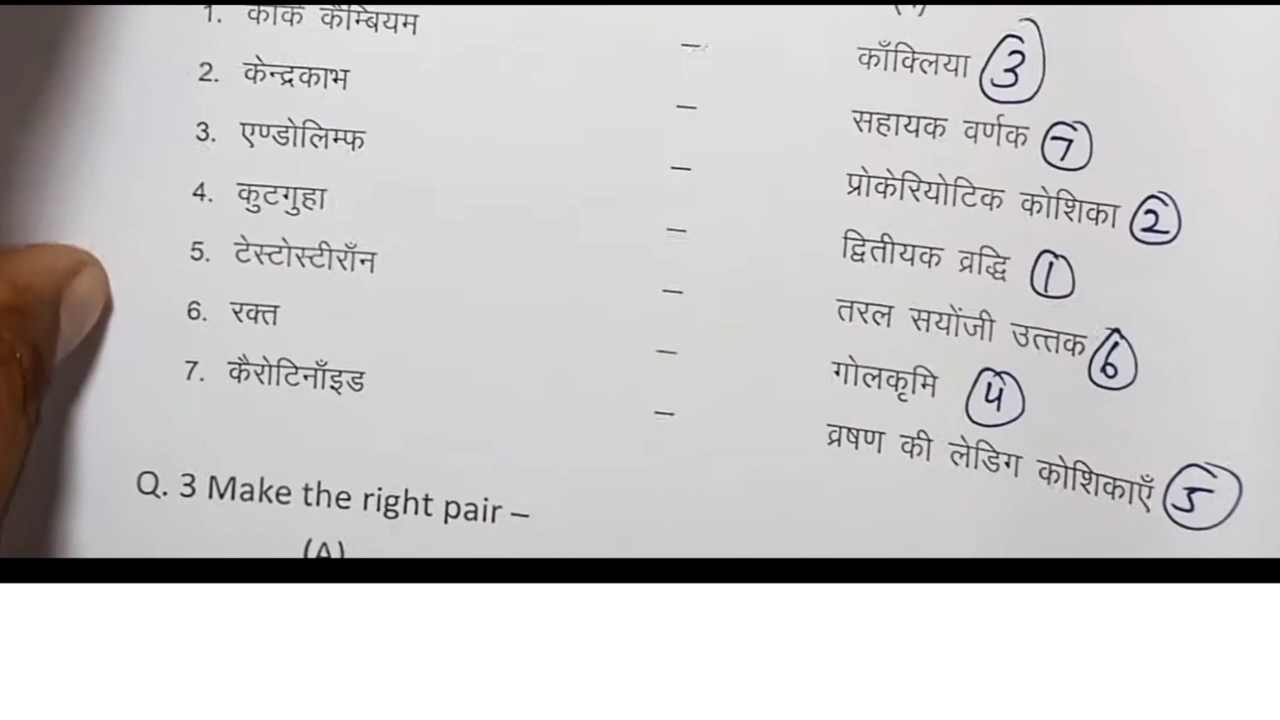 1. कॉर्क कैम्बियम – कॉंक्लिया 3
2. केन्द्रकाभ – सहायक वर्णक 7
3. एण्डोलिम्फ – प्रोकेरियोटिक कोशिका 2
4. कुटगुहा – द्वितीयक व्रद्धि 1
5. टेस्टोस्टीरॉन – तरल सयोंजी उत्तक 6
6. रक्त – गोलकृमि 4
7. कैरोटिनॉइड – व्रषण की लेडिग कोशिकाएँ 5
Q. 3 Make the right pair –
(A)